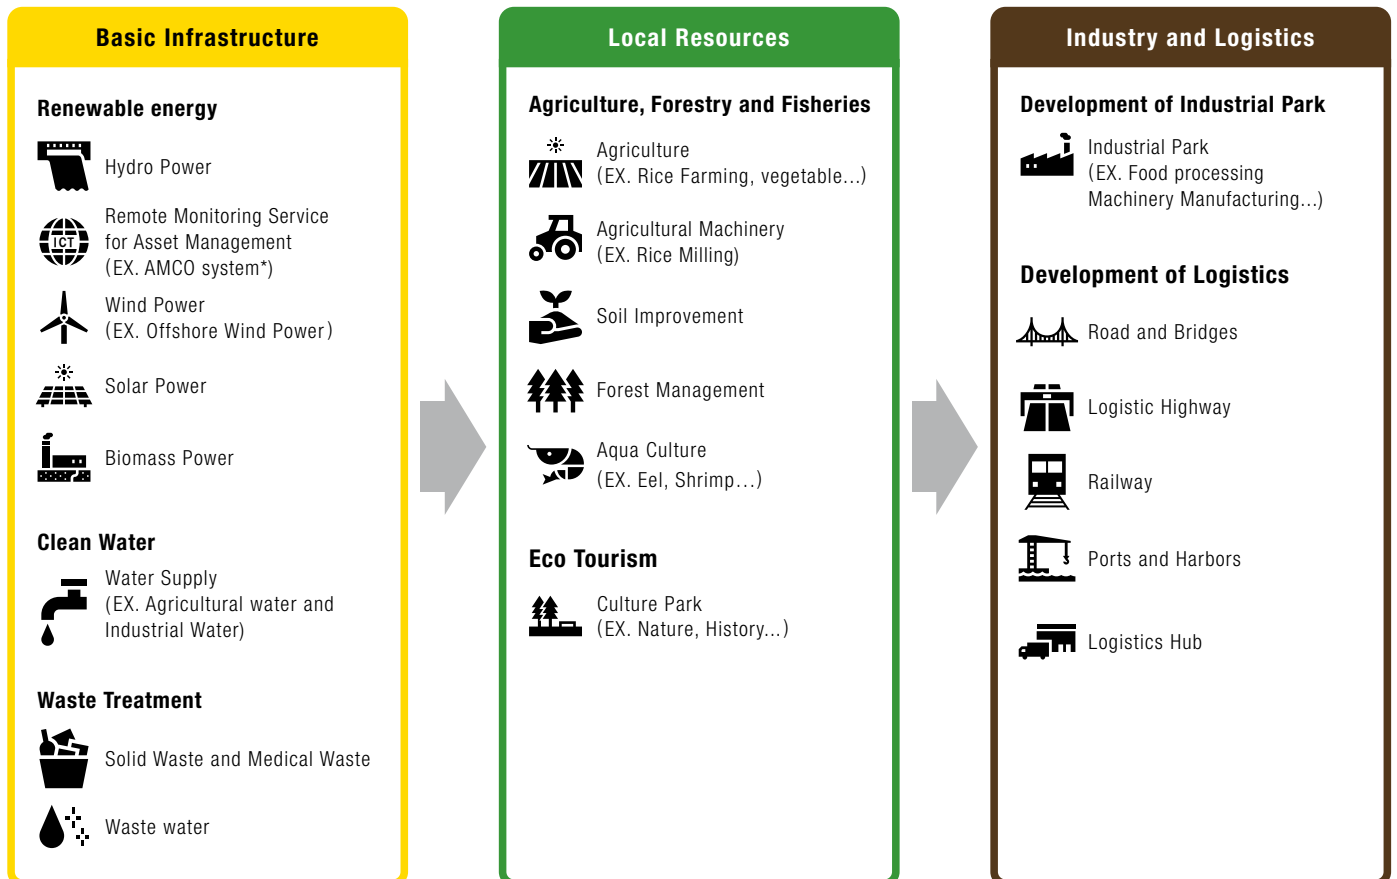 Basic Infrastructure
Renewable energy
Hydro Power
ICT
Remote Monitoring Service
for Asset Management
(EX. AMCO system*)
Wind Power
(EX. Offshore Wind Power)
Solar Power
Biomass Power
Clean Water
Water Supply
(EX. Agricultural water and
Industrial Water)
Waste Treatment
Solid Waste and Medical Waste
Waste water
Local Resources
Agriculture, Forestry and Fisheries
Agriculture
(EX. Rice Farming, vegetable...)
Agricultural Machinery
(EX. Rice Milling)
Soil Improvement
Forest Management
Aqua Culture
(EX. Eel, Shrimp...)
Eco Tourism
Culture Park
(EX. Nature, History...)
Industry and Logistics
Development of Industrial Park
Industrial Park
(EX. Food processing
Machinery Manufacturing...)
Development of Logistics
Road and Bridges
Logistic Highway
Railway
Ports and Harbors
Logistics Hub